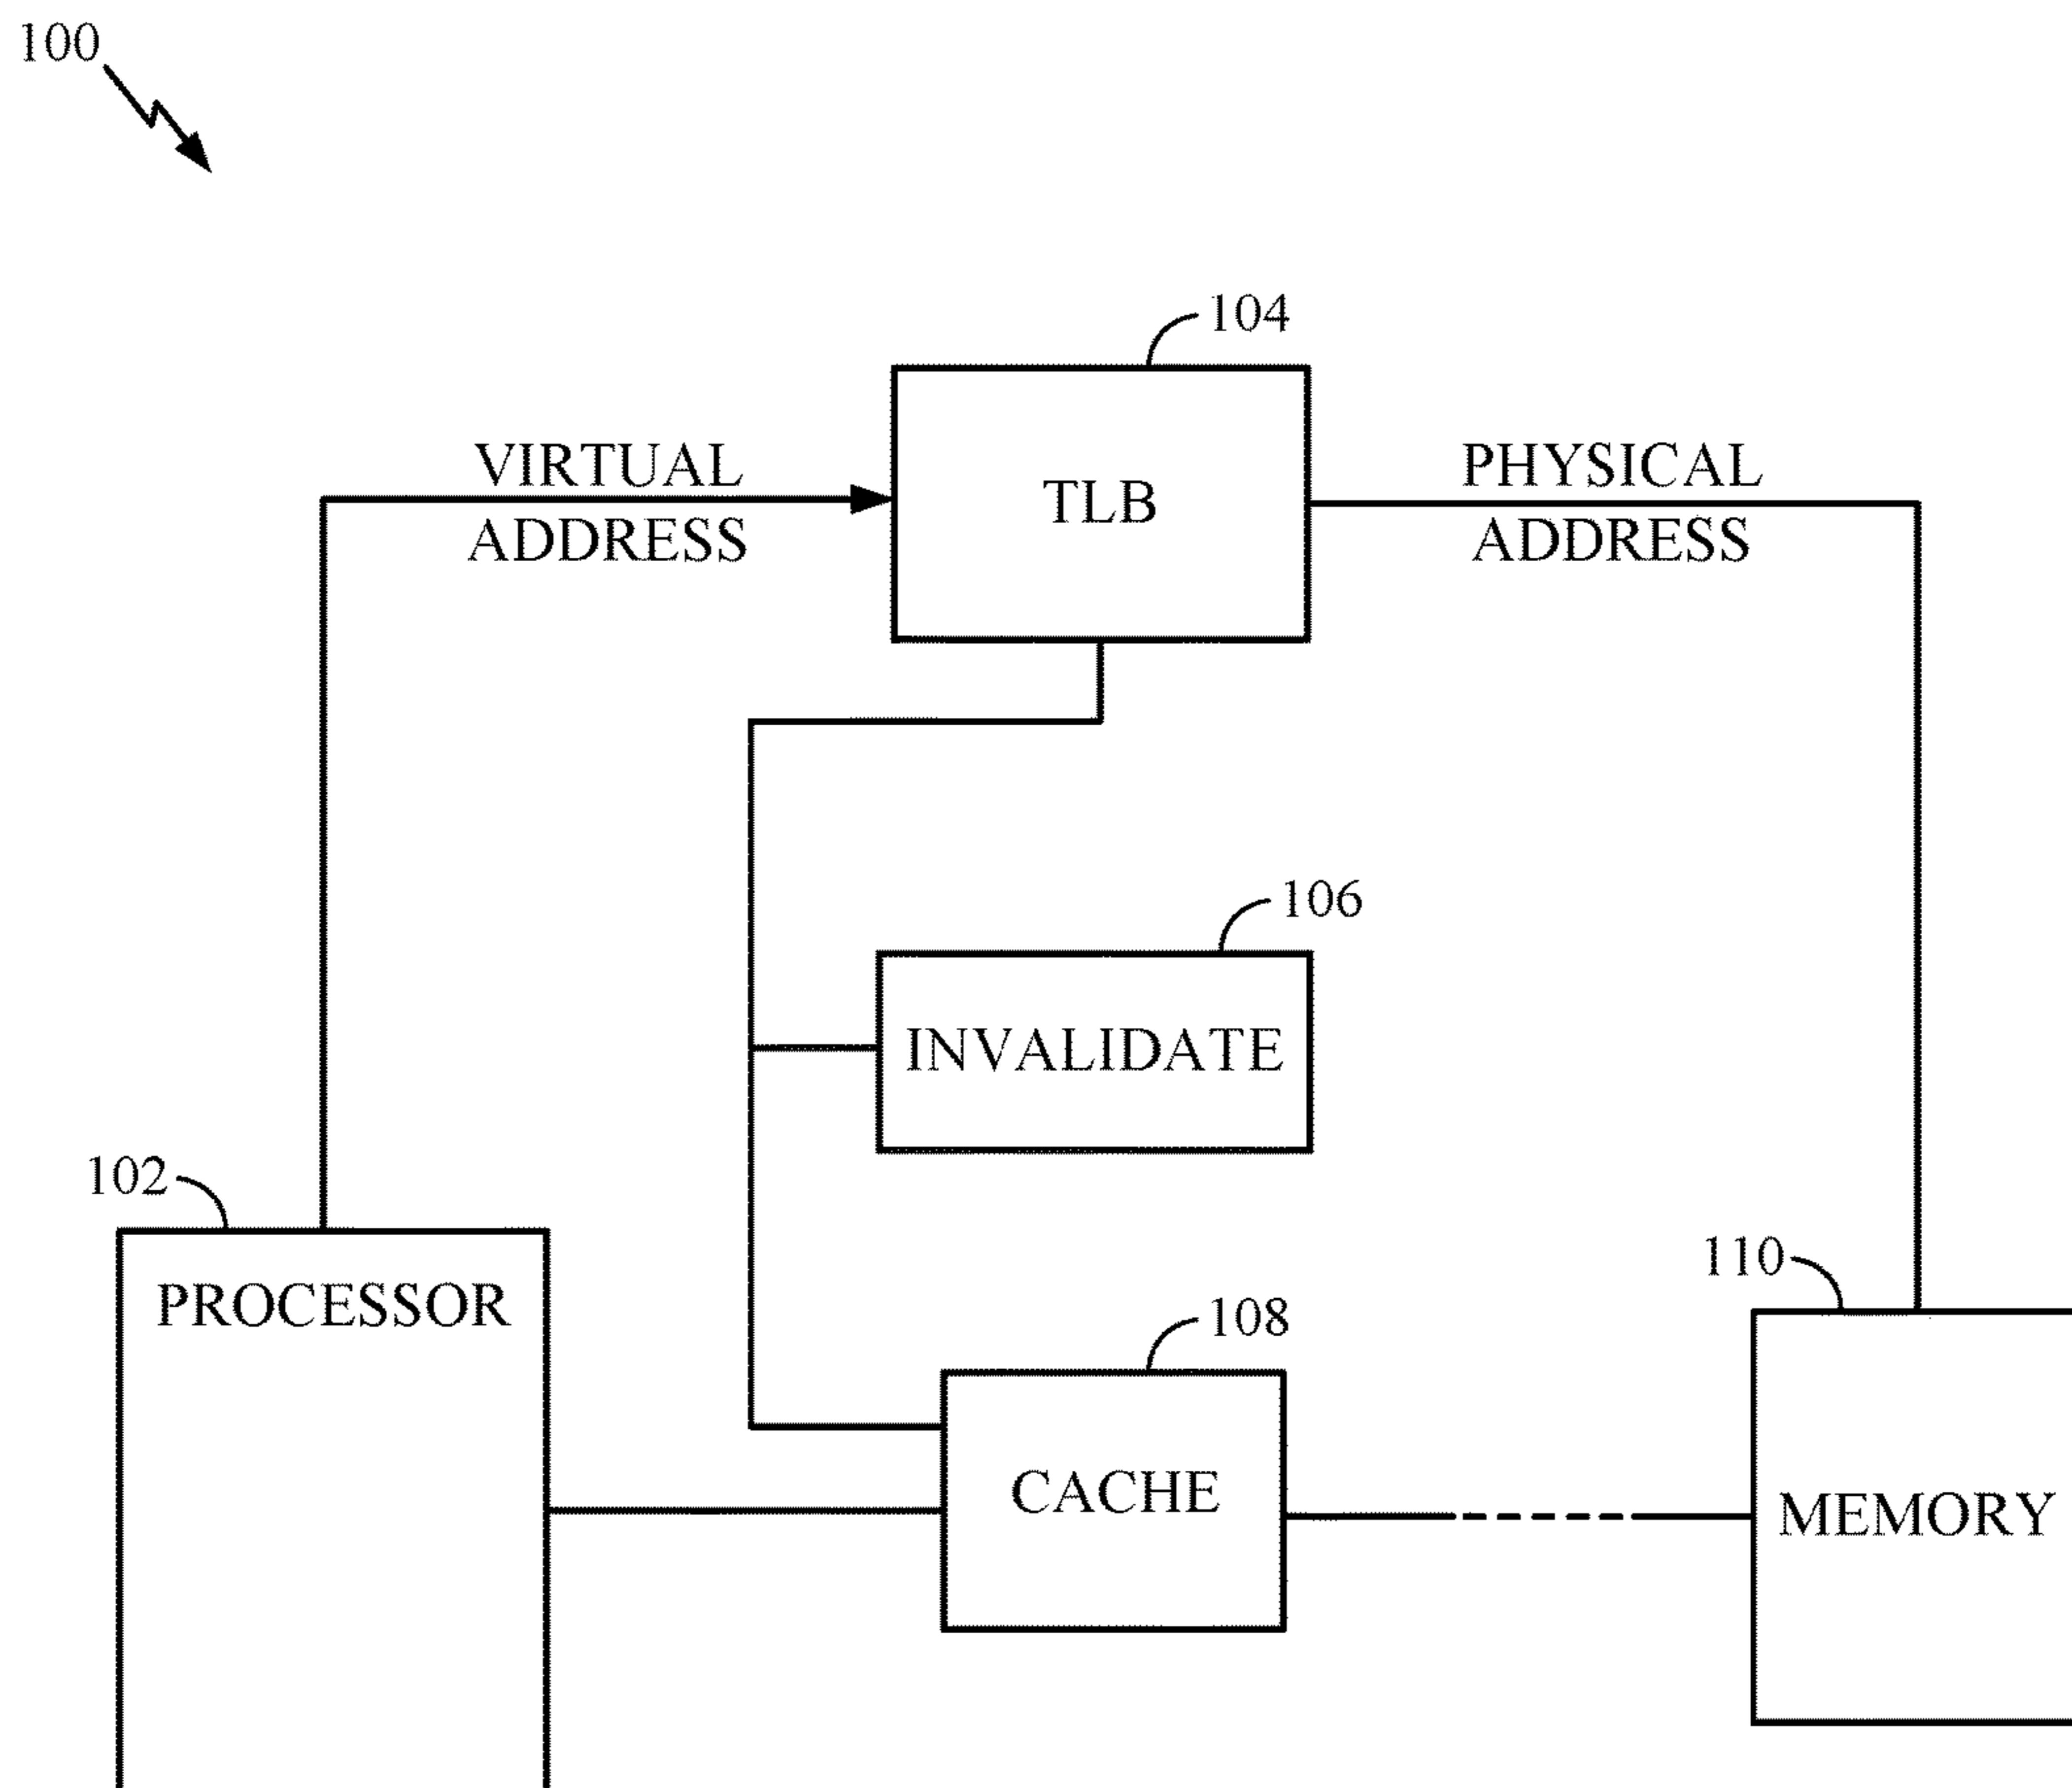 100
104
VIRTUAL
ADDRESS
TLB
PHYSICAL
ADDRESS
106
INVALIDATE
102
PROCESSOR
110
108
CACHE
MEMORY